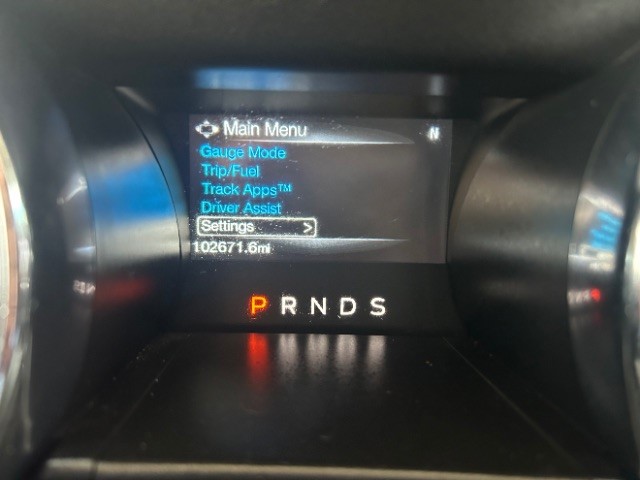 Main Menu N
Gauge Mode
Trip/Fuel
Track Apps™
Driver Assist
Settings >
102671.6mi
P R N D S